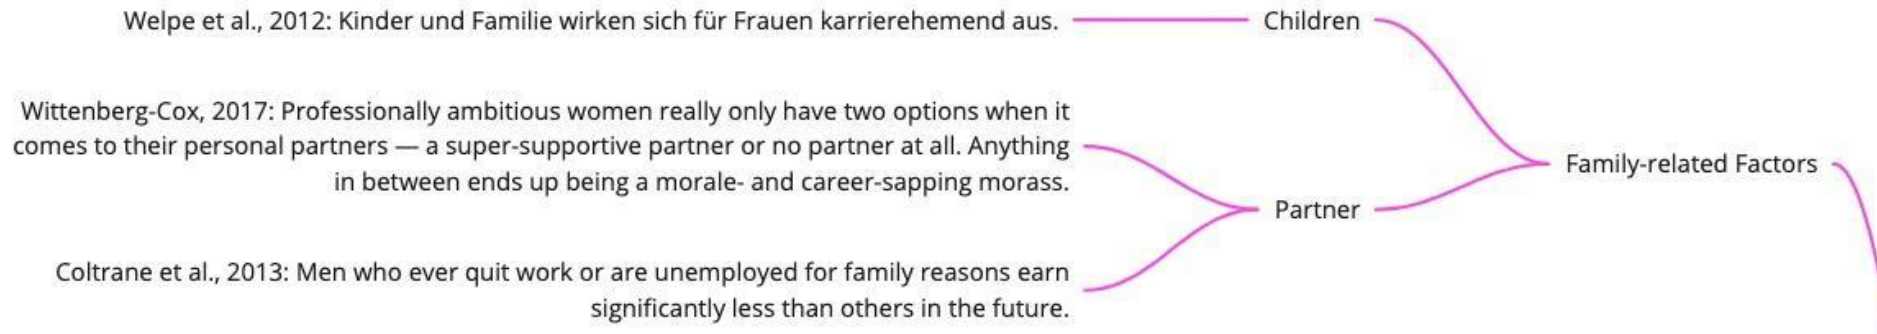 Welpe et al., 2012: Kinder und Familie wirken sich für Frauen karrierehemend aus.
Children
Wittenberg-Cox, 2017: Professionally ambitious women really only have two options when it
comes to their personal partners — a super-supportive partner or no partner at all. Anything
in between ends up being a morale- and career-sapping morass.
Family-related Factors
Partner
Coltrane et al., 2013: Men who ever quit work or are unemployed for family reasons earn
significantly less than others in the future.